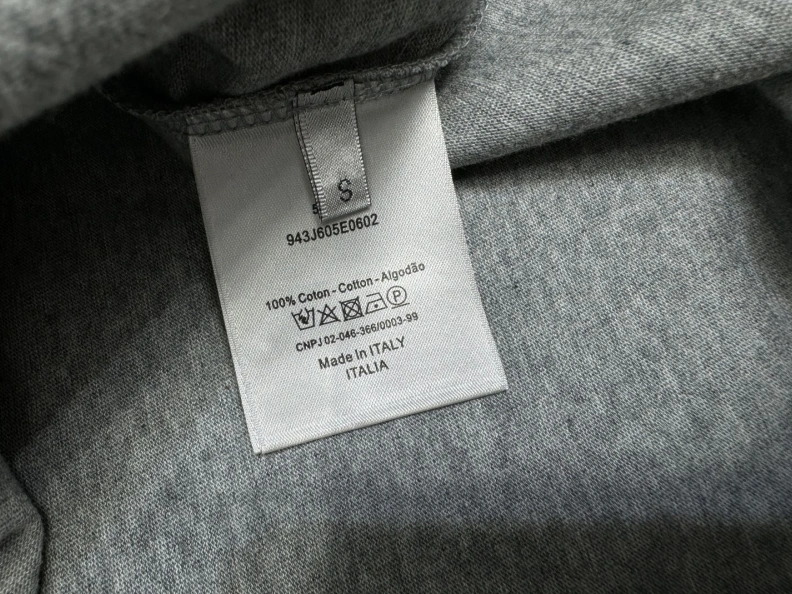 S
943J605E0602
100% Coton - Cotton - Algodão
CNPJ 02-046-366/0003-99
Made in ITALY
ITALIA